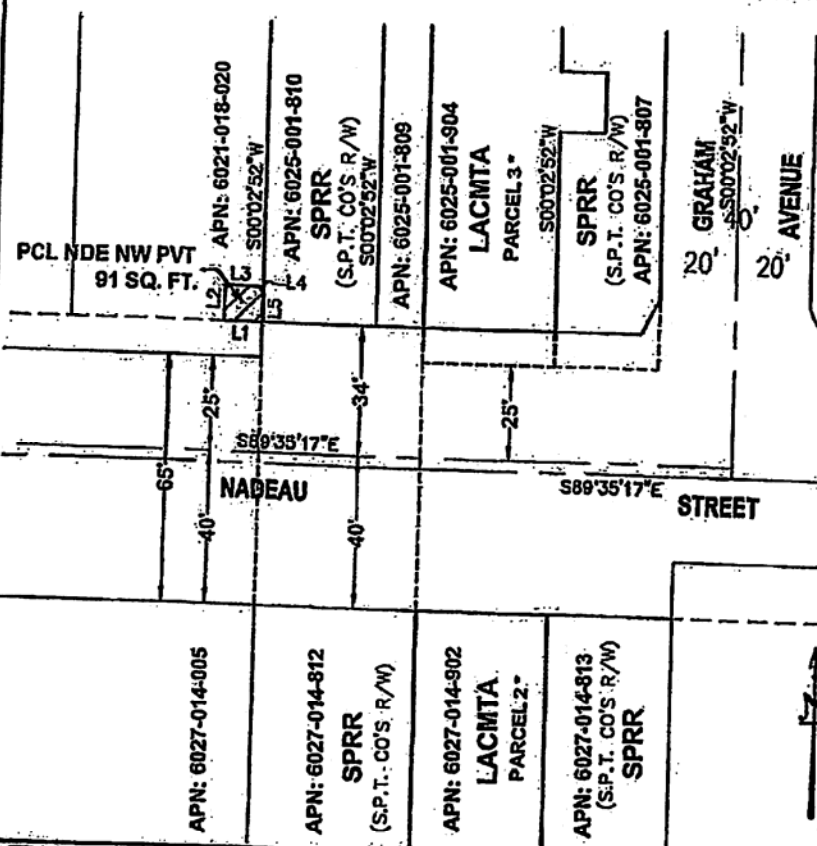 APN: 6021-018-020
S00°02'52"W
APN: 6025-001-810
SPRR
(S.P.T. CO'S R/W)
S00°02'52"W
APN: 6025-001-809
APN: 6025-001-904
LACMTA
PARCEL 3*
S00°02'52"W
SPRR
(S.P.T. CO'S R/W)
APN: 6025-001-807
GRAHAM
S00°02'52"W
40'
AVENUE
20'
20'
PCL NDE NW PVT
91 SQ. FT.
L2
L3
L4
L5
L1
25'
34'
25'
65'
40'
40'
S89°35'17"E
S89°35'17"E
NADEAU
STREET
APN: 6027-014-005
APN: 6027-014-812
SPRR
(S.P.T. CO'S R/W)
APN: 6027-014-902
LACMTA
PARCEL 2*
APN: 6027-014-813
(S.P.T. CO'S R/W)
SPRR